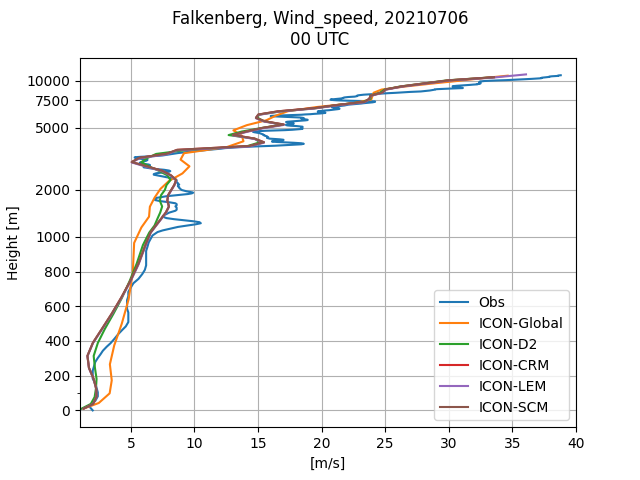 Falkenberg, Wind_speed, 20210706
00 UTC
10000
7500
5000
2000
1000
800
600
400
200
0
Height [m]
Obs
ICON-Global
ICON-D2
ICON-CRM
ICON-LEM
ICON-SCM
5 10 15 20 25 30 35 40
[m/s]